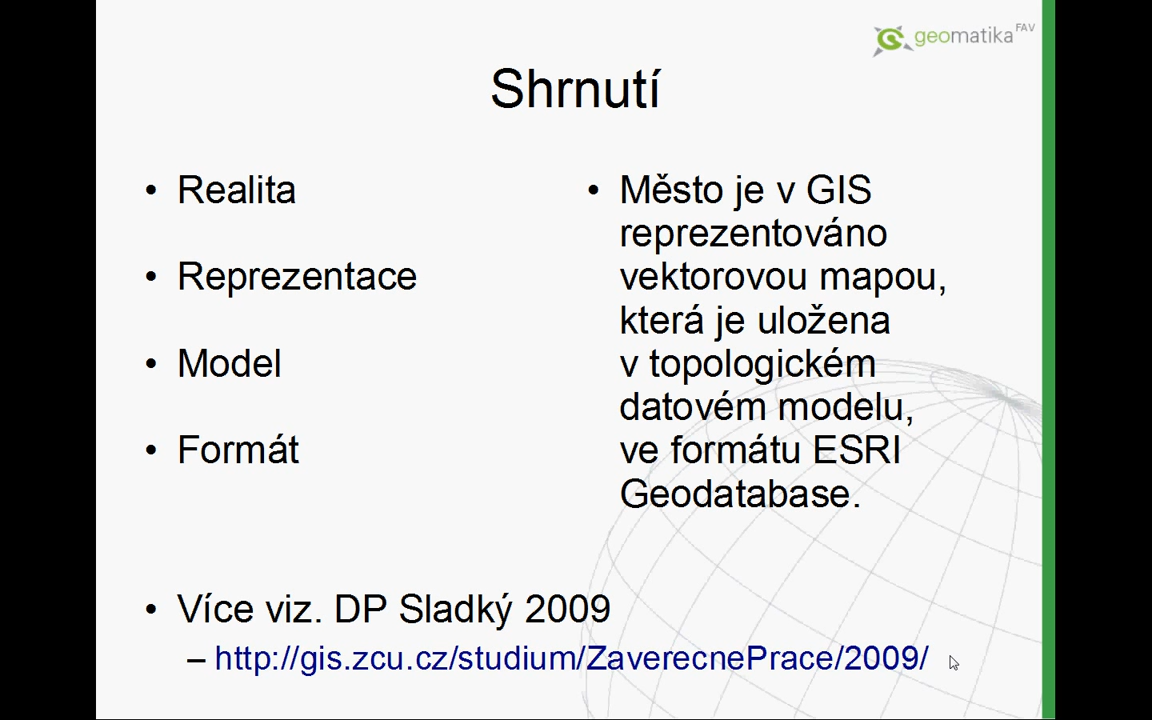 geomatika FAV
Shrnutí
• Realita
• Reprezentace
• Model
• Formát
• Město je v GIS
reprezentováno
vektorovou mapou,
která je uložena
v topologickém
datovém modelu,
ve formátu ESRI
Geodatabase.
• Více viz. DP Sladký 2009
– http://gis.zcu.cz/studium/ZaverecnePrace/2009/